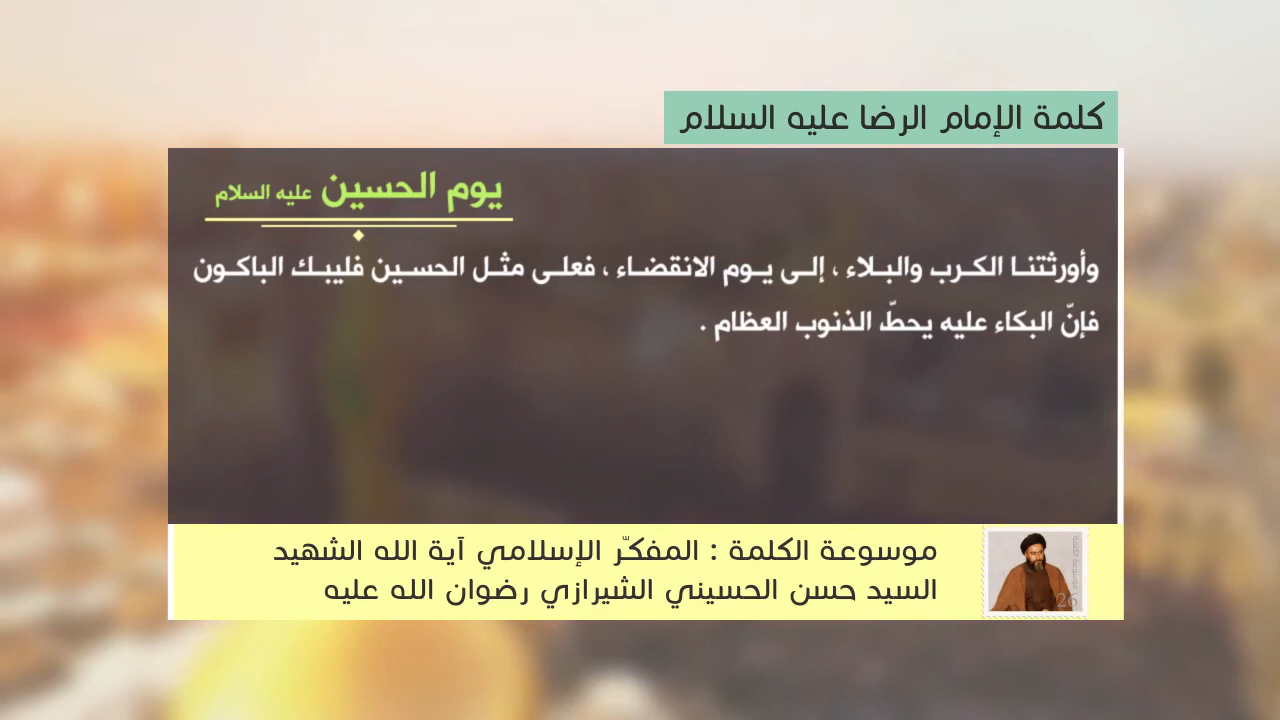 كلمة الإمام الرضا عليه السلام
يوم الحسين عليه السلام
وأورثتنا الكرب والبلاء ، إلى يوم الانقضاء ، فعلى مثل الحسين فليبك الباكون
فإنّ البكاء عليه يحطّ الذنوب العظام .
موسوعة الكلمة : المفكّر الإسلامي آية الله الشهيد
السيد حسن الحسيني الشيرازي رضوان الله عليه